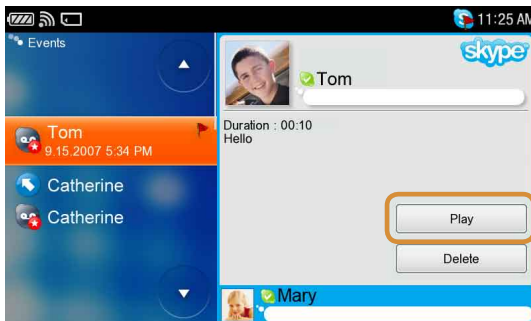 11:25 AM
Events
Tom
9.15.2007 5:34 PM
Catherine
Catherine
skype
Tom
Duration : 00:10
Hello
Play
Delete
Mary